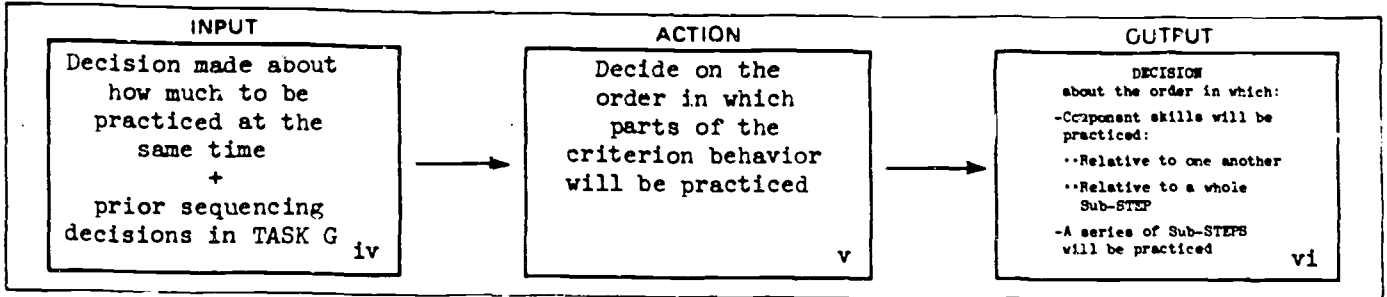 INPUT
Decision made about
how much to be
practiced at the
same time
+
prior sequencing
decisions in TASK G
iv
ACTION
Decide on the
order in which
parts of the
criterion behavior
will be practiced
v
OUTPUT
DECISION
about the order in which:
-Component skills will be
practiced:
··Relative to one another
··Relative to a whole
Sub-STEP
-A series of Sub-STEPS
will be practiced
vi